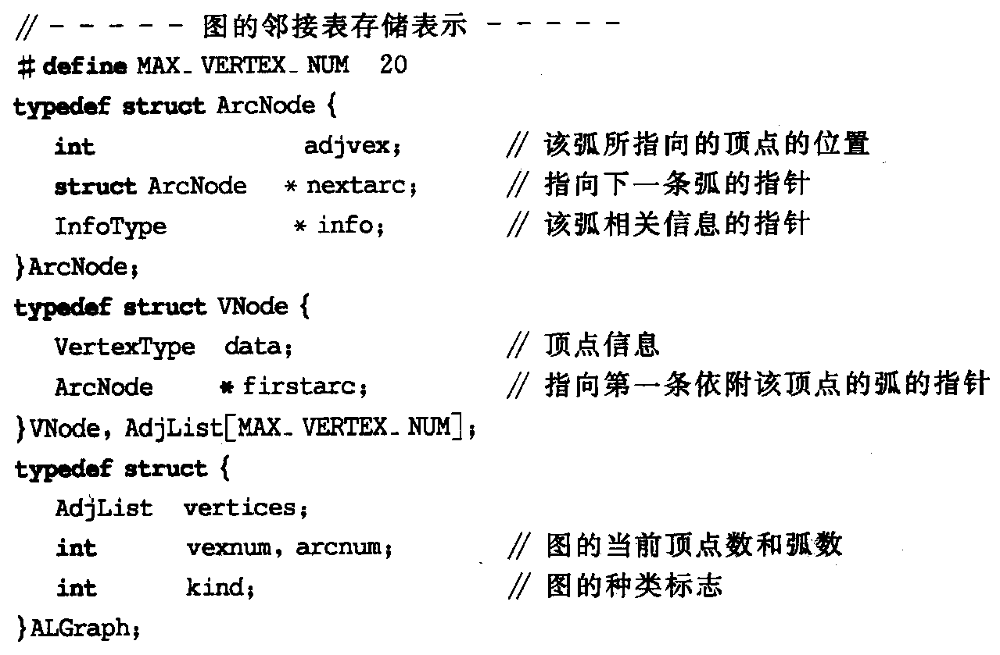 // - - - - - 图的邻接表存储表示 - - - - -
# define MAX_VERTEX_NUM 20
typedef struct ArcNode {
int adjvex; // 该弧所指向的顶点的位置
struct ArcNode * nextarc; // 指向下一条弧的指针
InfoType * info; // 该弧相关信息的指针
}ArcNode;
typedef struct VNode {
VertexType data; // 顶点信息
ArcNode * firstarc; // 指向第一条依附该顶点的弧的指针
}VNode, AdjList[MAX_VERTEX_NUM];
typedef struct {
AdjList vertices;
int vexnum, arcnum; // 图的当前顶点数和弧数
int kind; // 图的种类标志
}ALGraph;